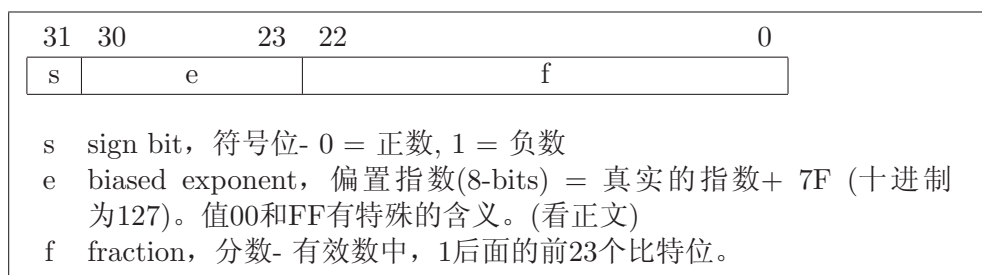 31 30 23 22 0
s e f
s sign bit，符号位- 0 = 正数, 1 = 负数
e biased exponent，偏置指数(8-bits) = 真实的指数+ 7F (十进制
为127)。值00和FF有特殊的含义。(看正文)
f fraction，分数- 有效数中，1后面的前23个比特位。